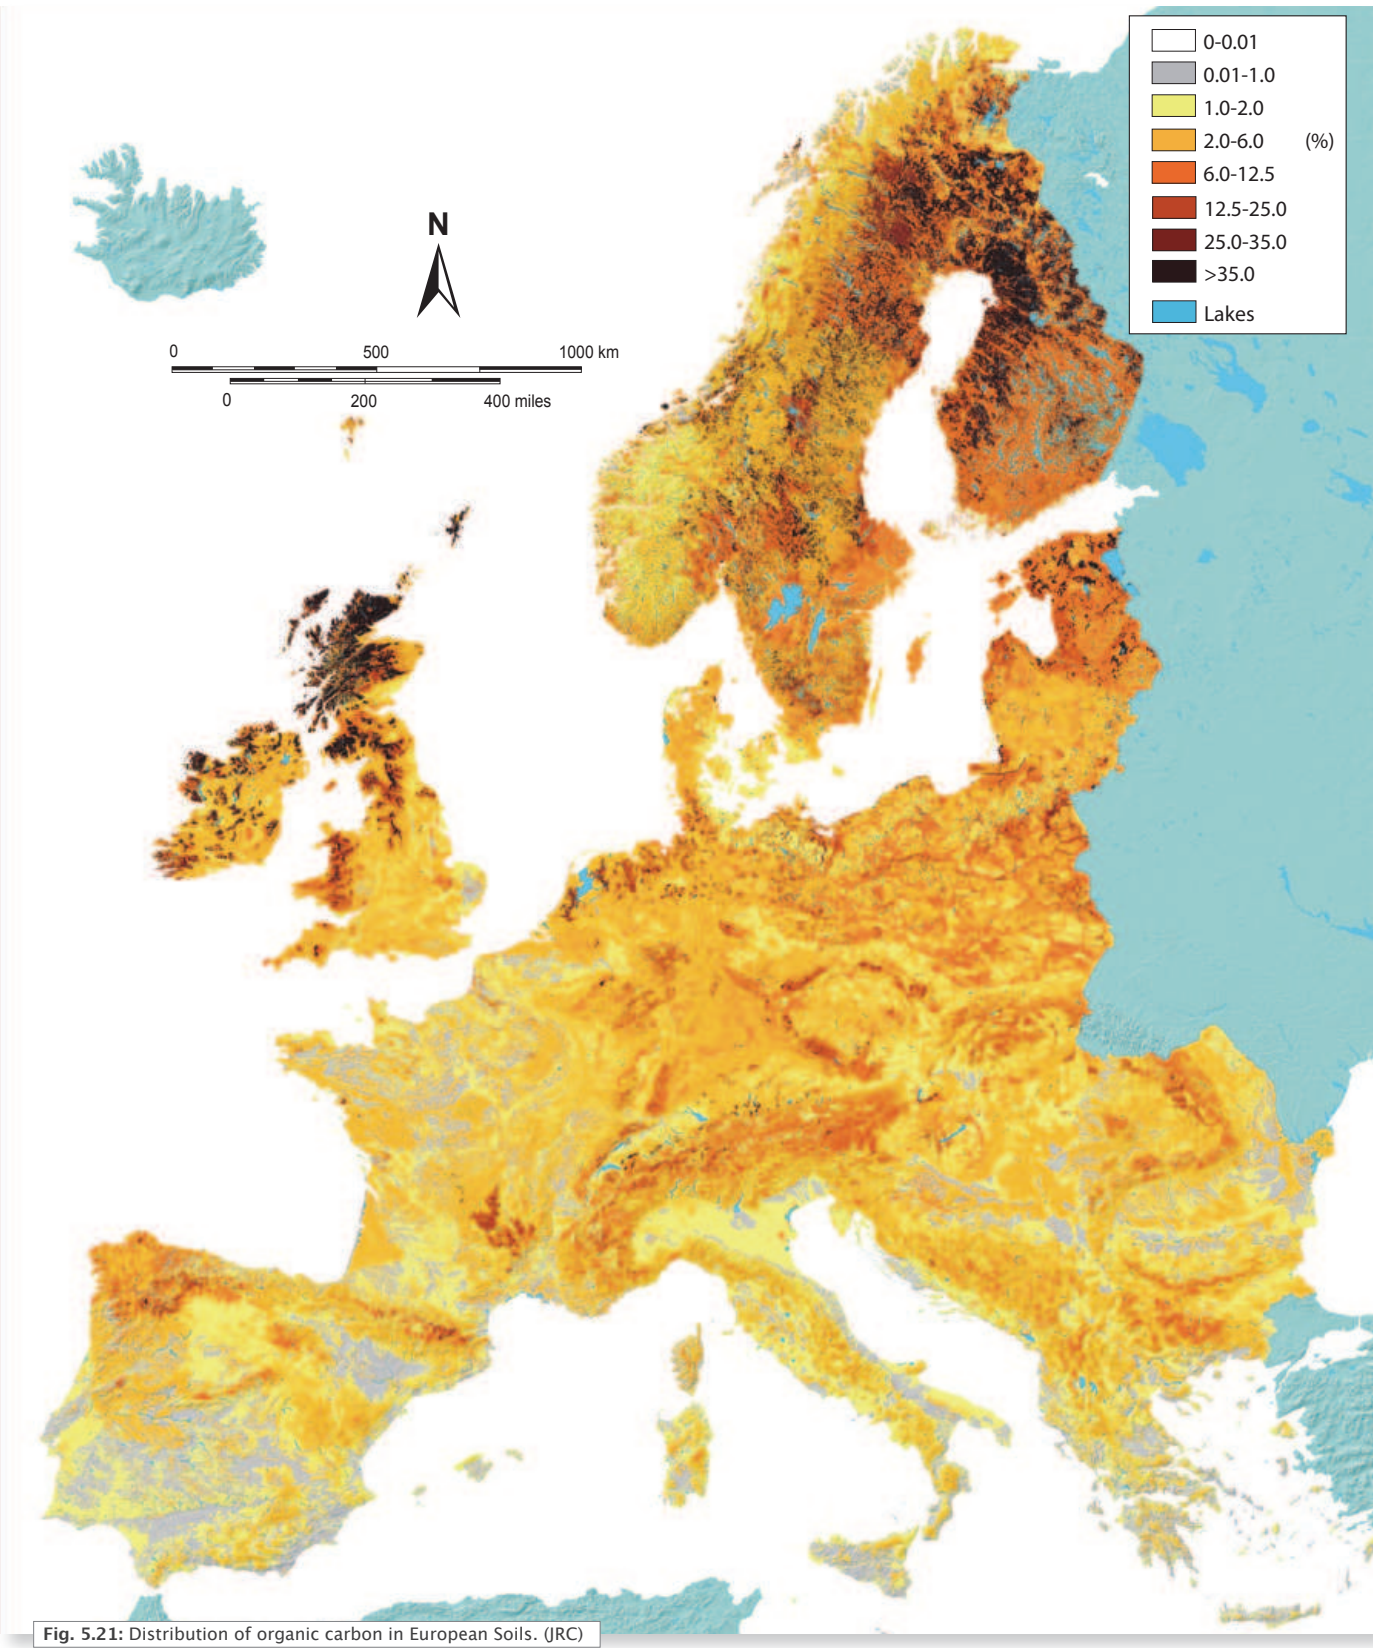 0-0.01
0.01-1.0
1.0-2.0
2.0-6.0 (%)
6.0-12.5
12.5-25.0
25.0-35.0
>35.0
Lakes
N
0 500 1000 km
0 200 400 miles
Fig. 5.21: Distribution of organic carbon in European Soils. (JRC)